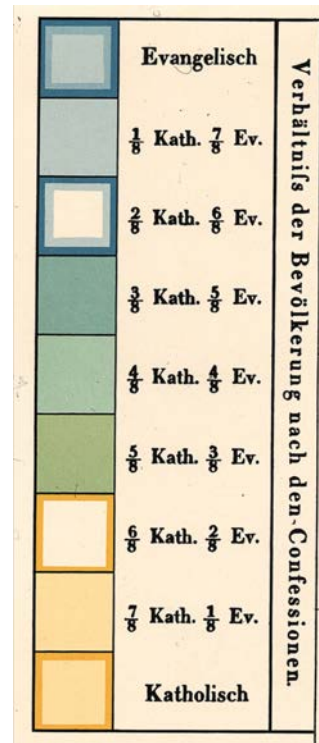 Evangelisch
⅛ Kath. ⅞ Ev.
2/8 Kath. 6/8 Ev.
⅜ Kath. ⅝ Ev.
4/8 Kath. 4/8 Ev.
⅝ Kath. ⅜ Ev.
6/8 Kath. 2/8 Ev.
⅞ Kath. ⅛ Ev.
Katholisch
Verhältniſs der Bevölkerung nach den Confessionen.